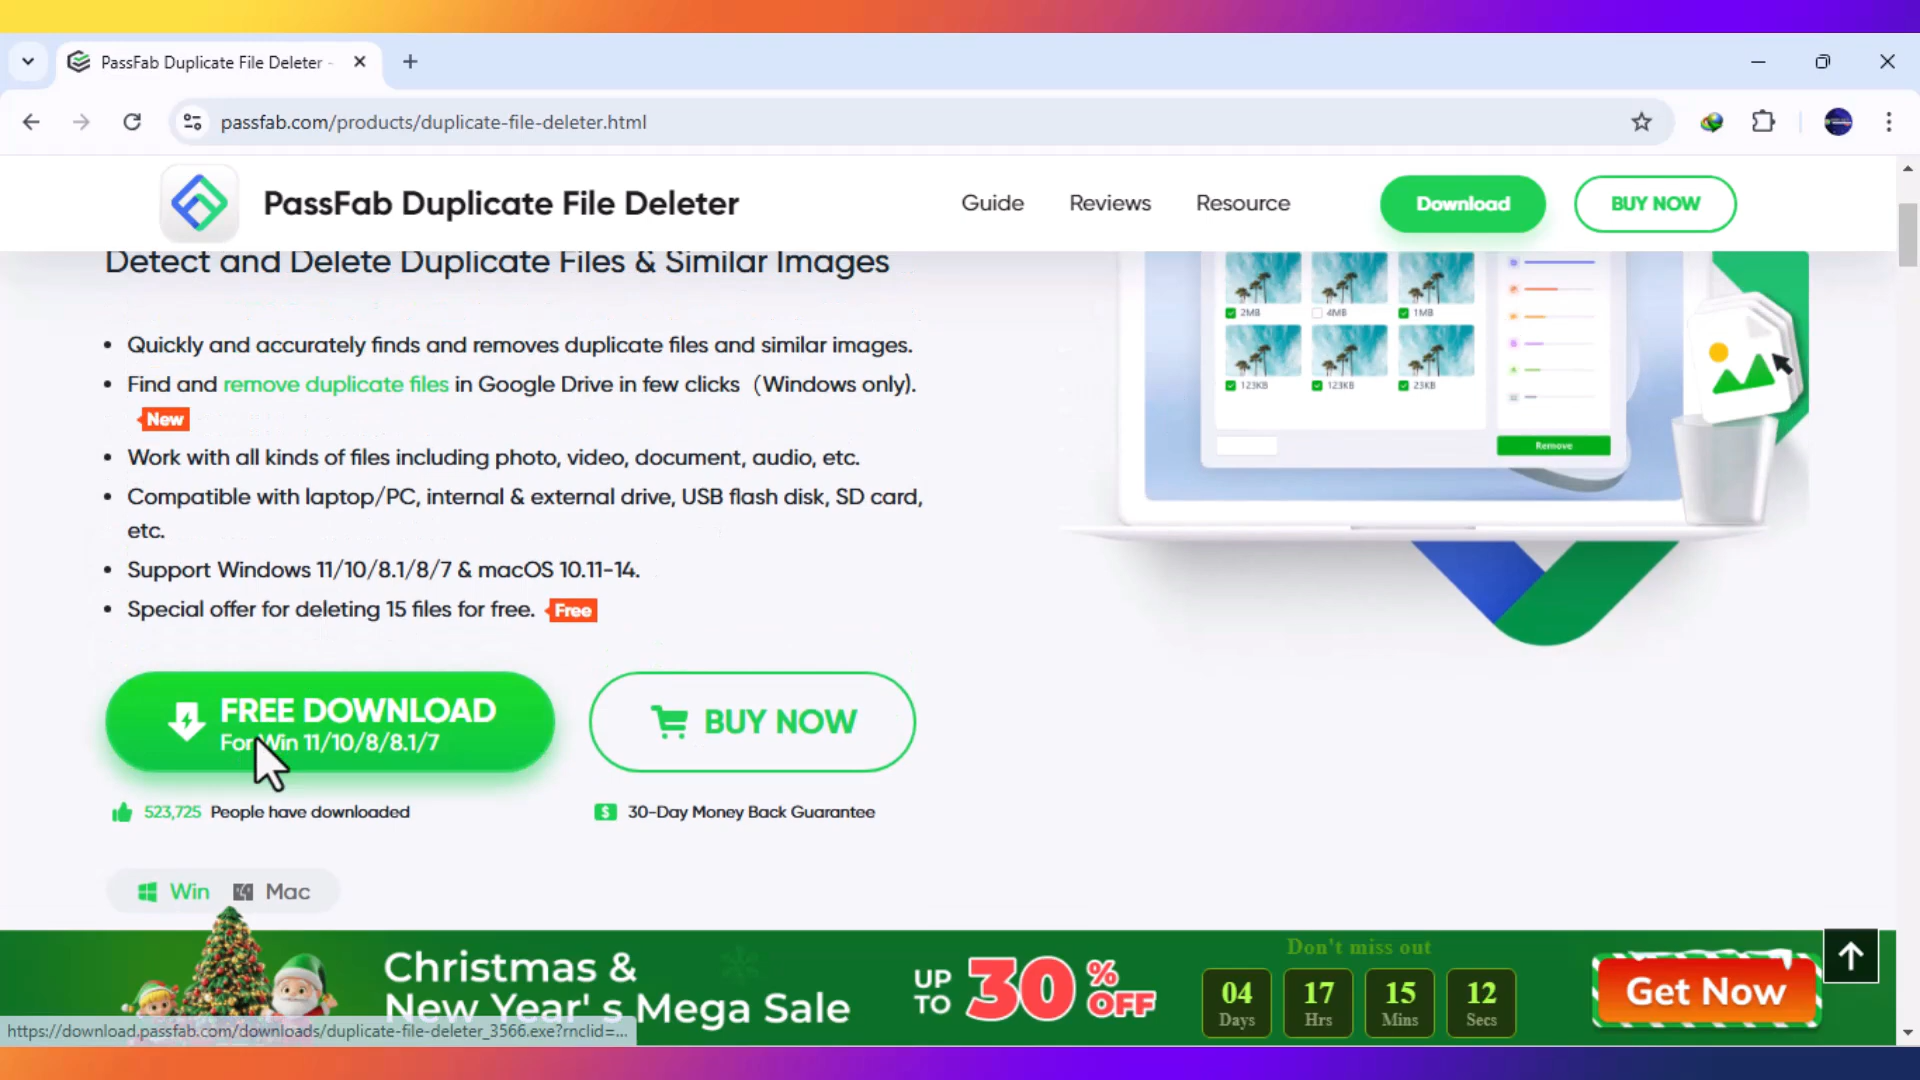 PassFab Duplicate File Deleter -
passfab.com/products/duplicate-file-deleter.html
PassFab Duplicate File Deleter
Guide
Reviews
Resource
Download
BUY NOW
Detect and Delete Duplicate Files & Similar Images
• Quickly and accurately finds and removes duplicate files and similar images.
• Find and remove duplicate files in Google Drive in few clicks（Windows only).
New
• Work with all kinds of files including photo, video, document, audio, etc.
• Compatible with laptop/PC, internal & external drive, USB flash disk, SD card,
etc.
• Support Windows 11/10/8.1/8/7 & macOS 10.11-14.
• Special offer for deleting 15 files for free. Free
2MB
4MB
1MB
123KB
123KB
23KB
Remove
FREE DOWNLOAD
For Win 11/10/8/8.1/7
BUY NOW
523,725 People have downloaded
$ 30-Day Money Back Guarantee
Win
Mac
Christmas &
New Year' s Mega Sale
UP
TO
30% OFF
Don't miss out
04
Days
17
Hrs
15
Mins
12
Secs
Get Now
https://download.passfab.com/downloads/duplicate-file-deleter_3566.exe?rnclid=...